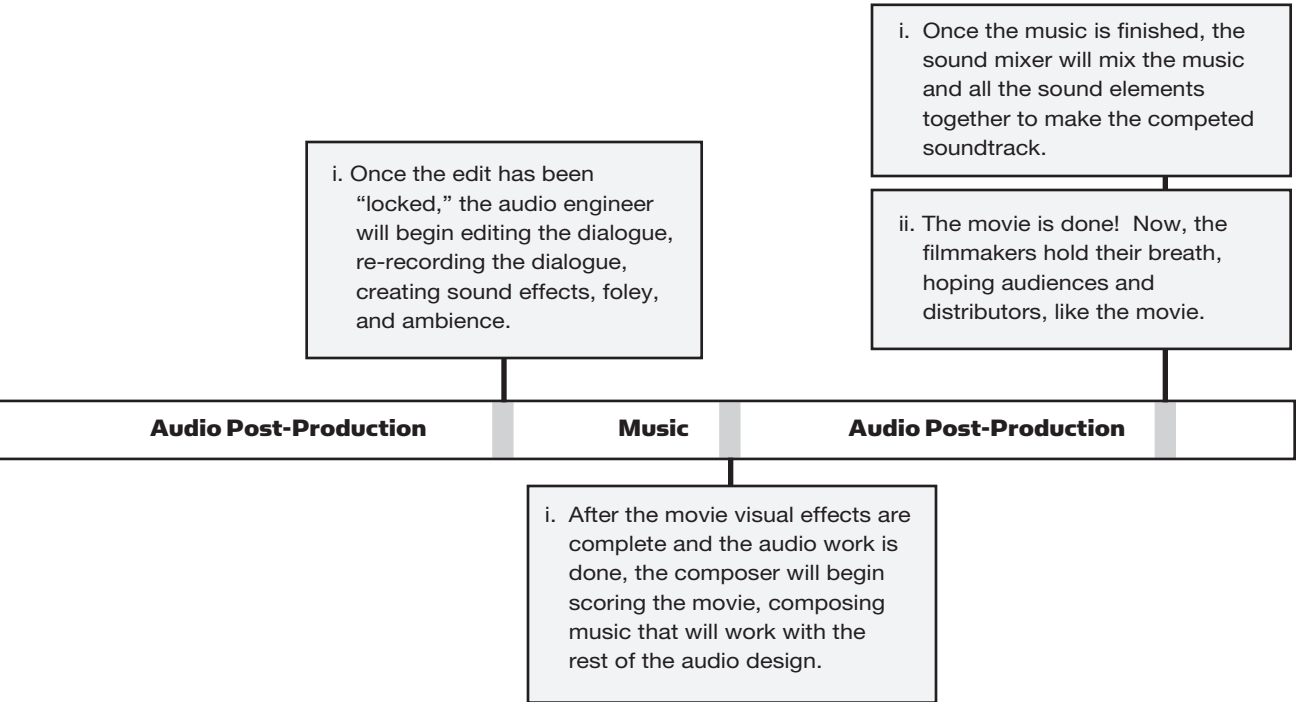 i. Once the music is finished, the
sound mixer will mix the music
and all the sound elements
together to make the competed
soundtrack.
i. Once the edit has been
“locked,” the audio engineer
will begin editing the dialogue,
re-recording the dialogue,
creating sound effects, foley,
and ambience.
ii. The movie is done! Now, the
filmmakers hold their breath,
hoping audiences and
distributors, like the movie.
Audio Post-Production
Music
Audio Post-Production
i. After the movie visual effects are
complete and the audio work is
done, the composer will begin
scoring the movie, composing
music that will work with the
rest of the audio design.